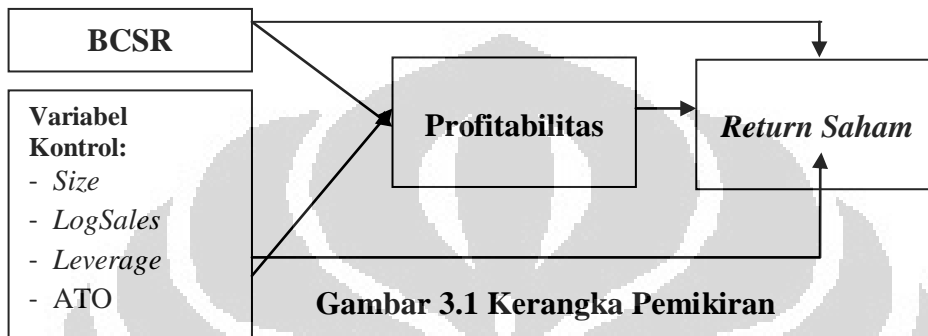 BCSR
Variabel
Kontrol:
- Size
- LogSales
- Leverage
- ATO
Profitabilitas
Return Saham
Gambar 3.1 Kerangka Pemikiran